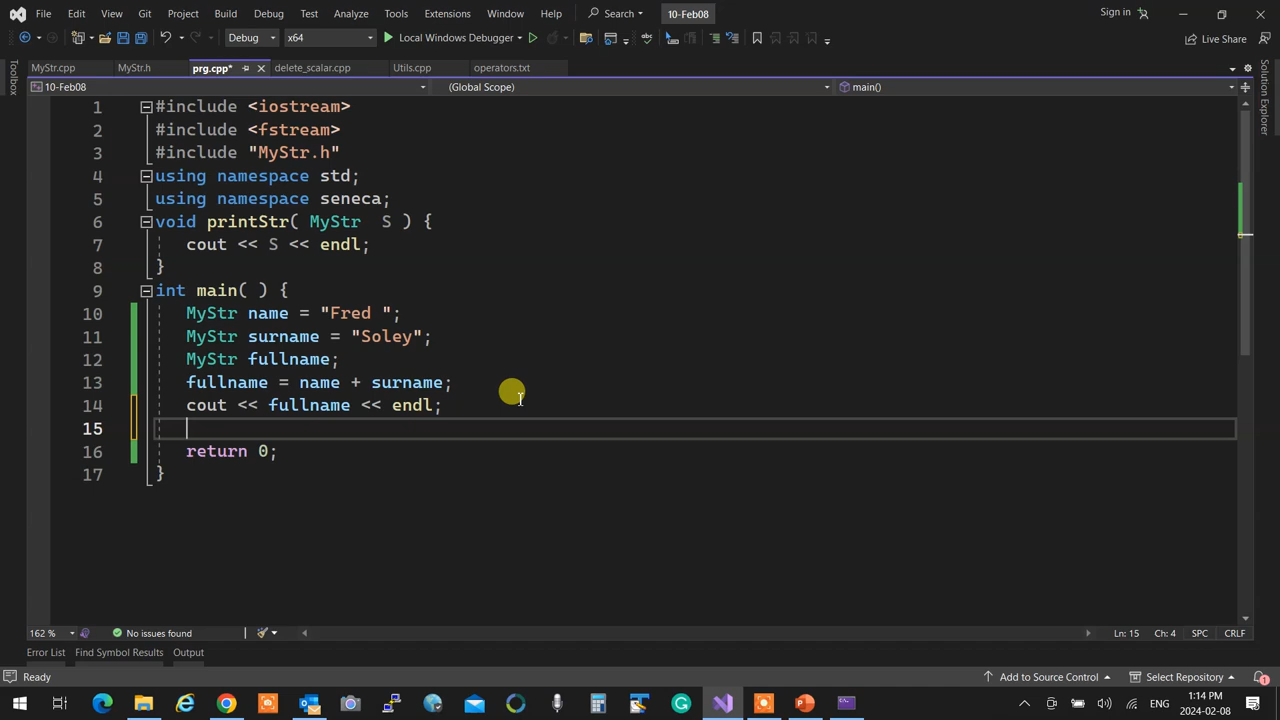 File Edit View Git Project Build Debug Test Analyze Tools Extensions Window Help Search 10-Feb08 Sign in
Debug x64 Local Windows Debugger Live Share
MyStr.cpp MyStr.h prg.cpp* delete_scalar.cpp Utils.cpp operators.txt
Toolbox
10-Feb08 (Global Scope) main()
Solution Explorer
1 #include <iostream>
2 #include <fstream>
3 #include "MyStr.h"
4 using namespace std;
5 using namespace seneca;
6 void printStr( MyStr S ) {
7 cout << S << endl;
8 }
9 int main( ) {
10 MyStr name = "Fred ";
11 MyStr surname = "Soley";
12 MyStr fullname;
13 fullname = name + surname;
14 cout << fullname << endl;
15
16 return 0;
17 }
162 % No issues found Ln: 15 Ch: 4 SPC CRLF
Error List Find Symbol Results Output
Ready Add to Source Control Select Repository 1
1:14 PM
ENG
2024-02-08